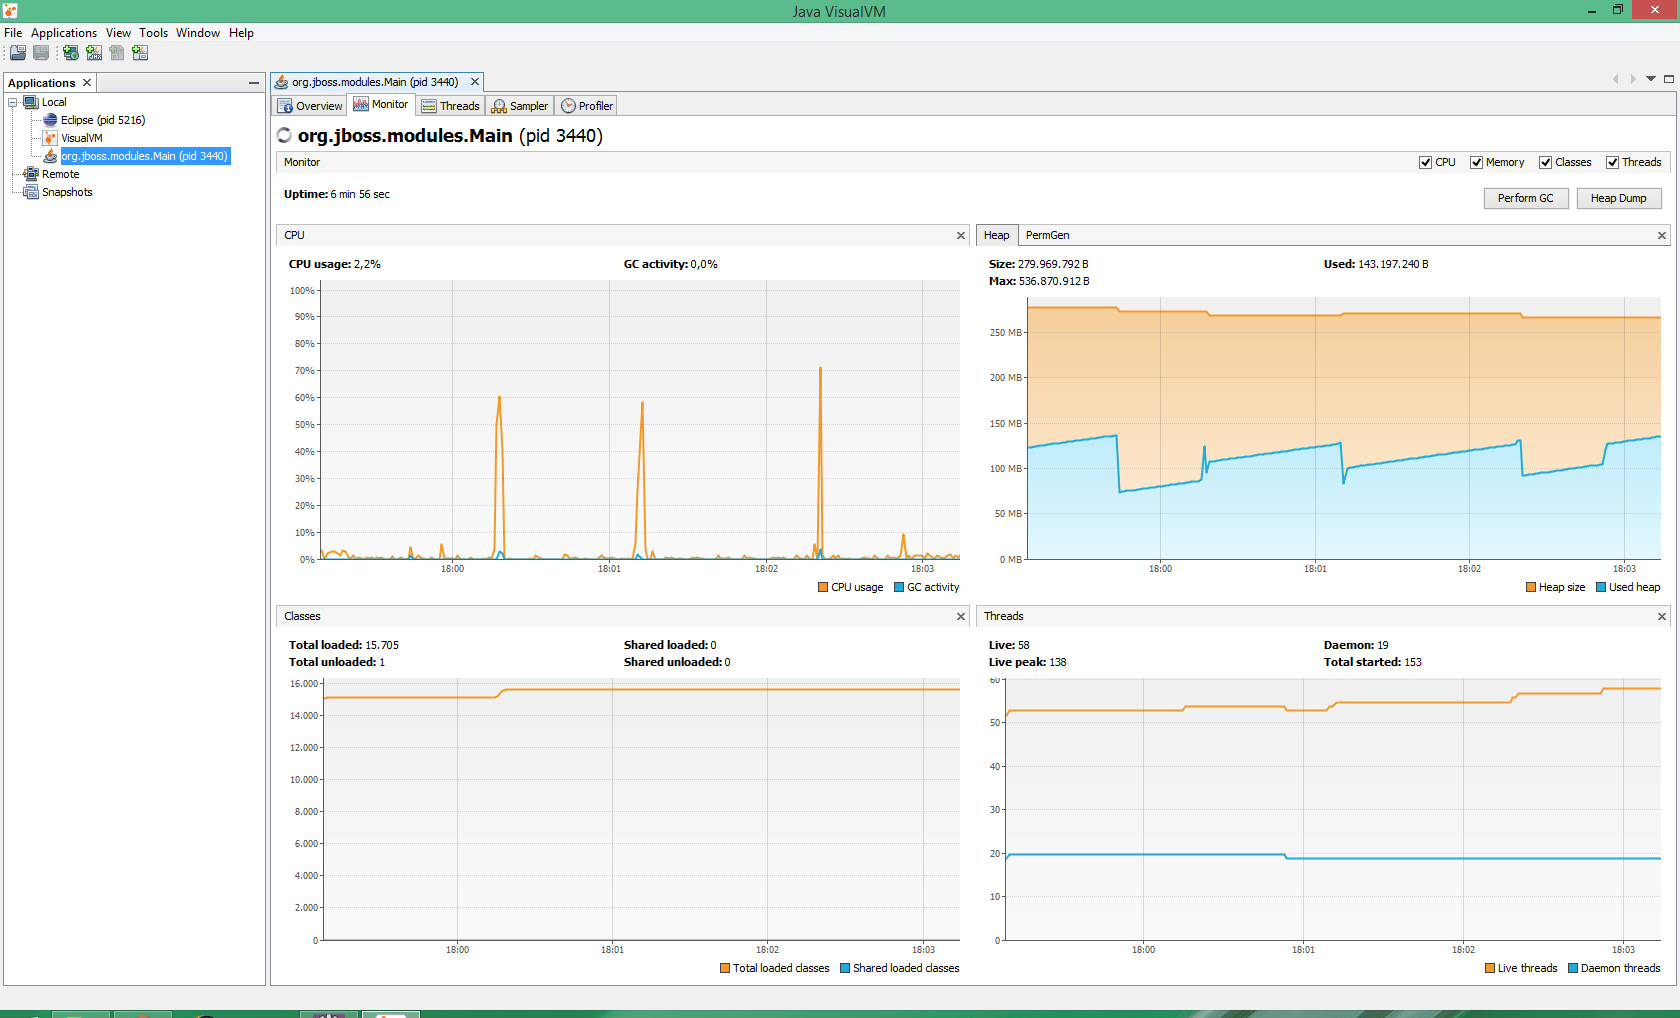 Java VisualVM
File Applications View Tools Window Help
Applications
Local
Eclipse (pid 5216)
VisualVM
org.jboss.modules.Main (pid 3440)
Remote
Snapshots
org.jboss.modules.Main (pid 3440)
Overview Monitor Threads Sampler Profiler
org.jboss.modules.Main (pid 3440)
Monitor CPU Memory Classes Threads
Uptime: 6 min 56 sec
Perform GC Heap Dump
CPU
CPU usage: 2,2% GC activity: 0,0%
100%
90%
80%
70%
60%
50%
40%
30%
20%
10%
0%
18:00 18:01 18:02 18:03
CPU usage GC activity
Heap PermGen
Size: 279.969.792 B Used: 143.197.240 B
Max: 536.870.912 B
250 MB
200 MB
150 MB
100 MB
50 MB
0 MB
18:00 18:01 18:02 18:03
Heap size Used heap
Classes
Total loaded: 15.705 Shared loaded: 0
Total unloaded: 1 Shared unloaded: 0
16.000
14.000
12.000
10.000
8.000
6.000
4.000
2.000
0
18:00 18:01 18:02 18:03
Total loaded classes Shared loaded classes
Threads
Live: 58 Daemon: 19
Live peak: 138 Total started: 153
60
50
40
30
20
10
0
18:00 18:01 18:02 18:03
Live threads Daemon threads